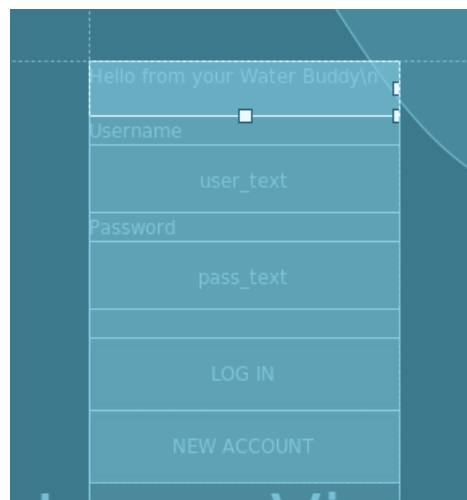 Hello from your Water Buddy\n
Username
user_text
Password
pass_text
LOG IN
NEW ACCOUNT